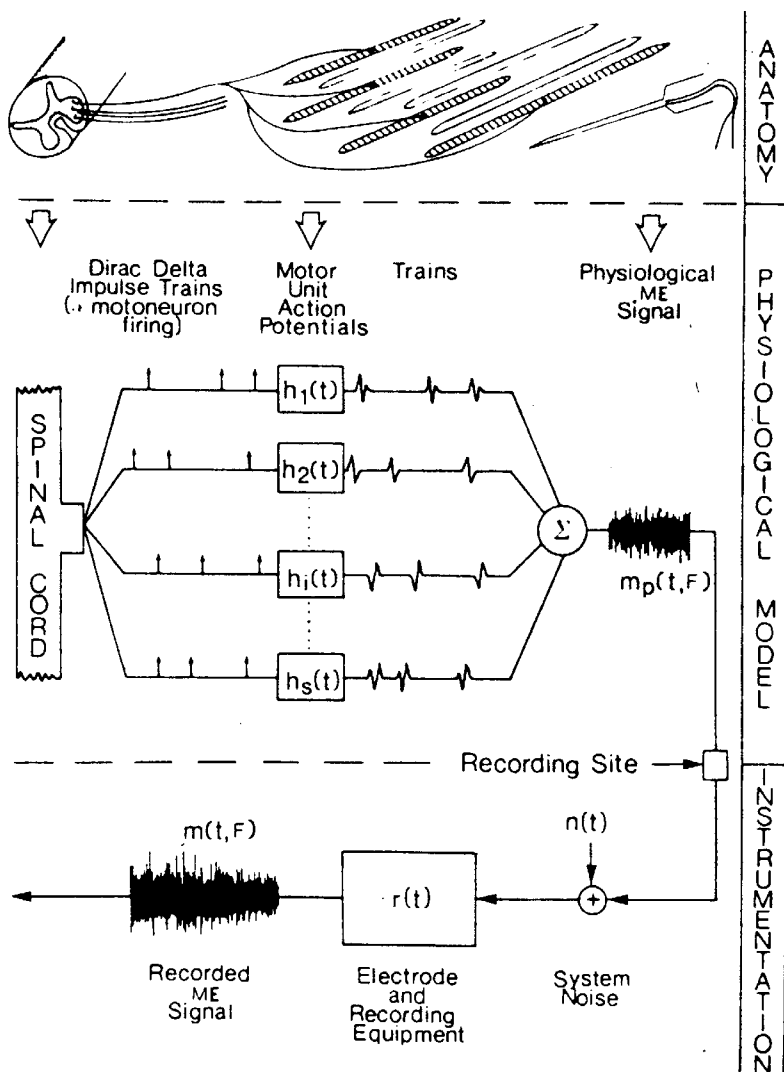 ANATOMY
Dirac Delta
Impulse Trains
( motoneuron
firing)
Motor
Unit
Action
Potentials
Trains
Physiological
ME
Signal
PHYSIOLOGICAL MODEL
SPINAL CORD
h1(t)
h2(t)
hi(t)
hs(t)
Σ
mp(t,F)
Recording Site
INSTRUMENTATION
m(t,F)
r(t)
n(t)
+
Recorded
ME
Signal
Electrode
and
Recording
Equipment
System
Noise